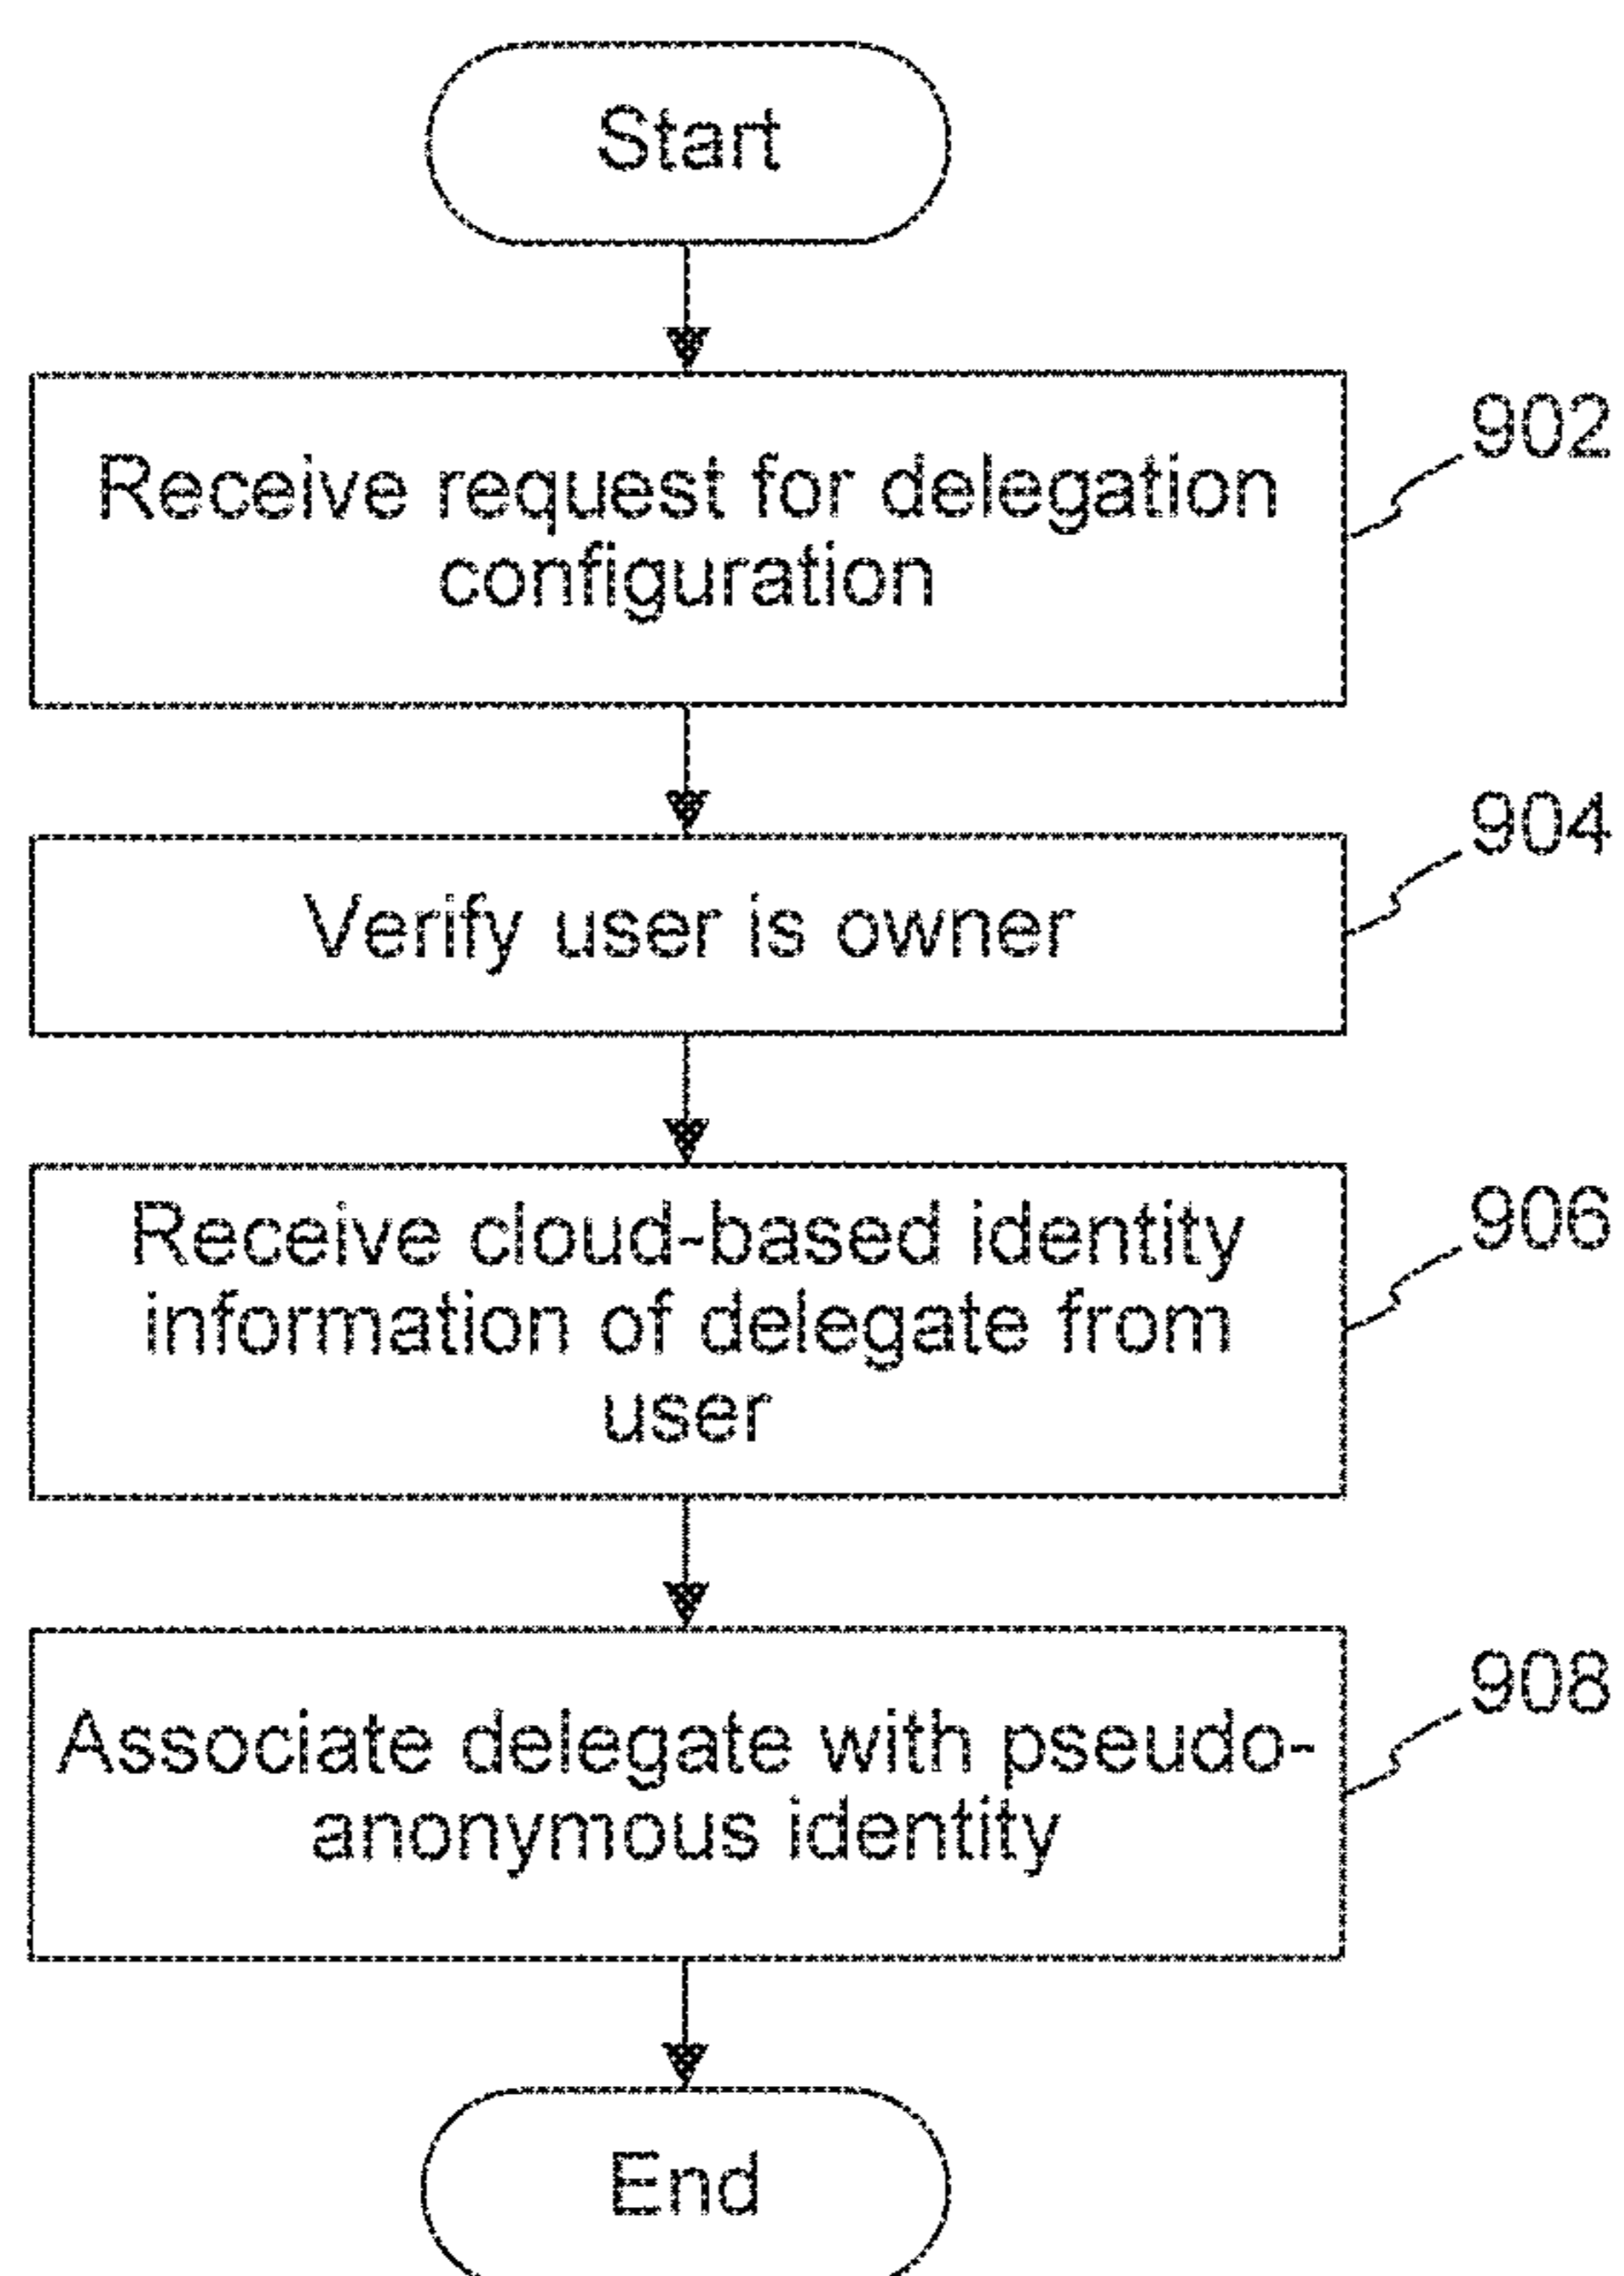 Start
Receive request for delegation
configuration
902
Verify user is owner
904
Receive cloud-based identity
information of delegate from
user
906
Associate delegate with pseudo-
anonymous identity
908
End